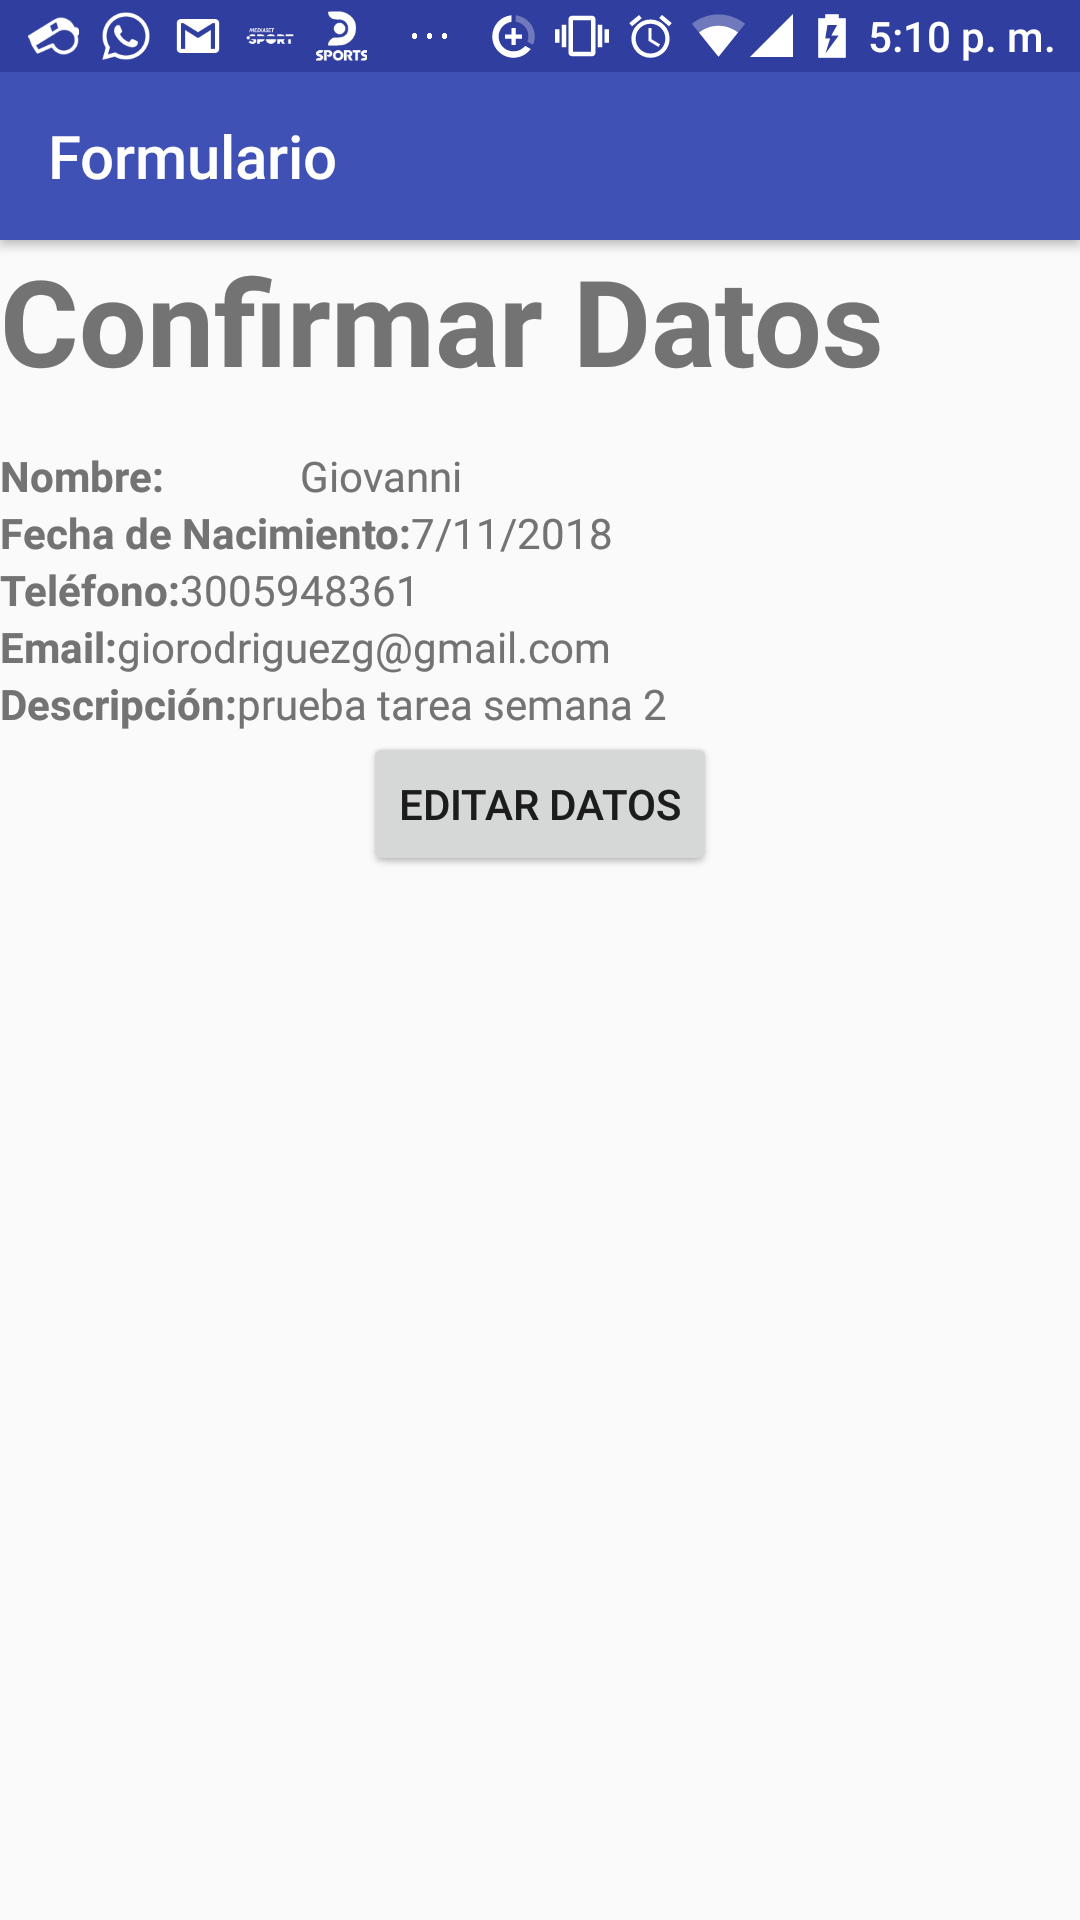 MEDIASET SPORT SPORTS ... 5:10 p. m.
Formulario
Confirmar Datos
Nombre: Giovanni
Fecha de Nacimiento:7/11/2018
Teléfono:3005948361
Email:giorodriguezg@gmail.com
Descripción:prueba tarea semana 2
EDITAR DATOS